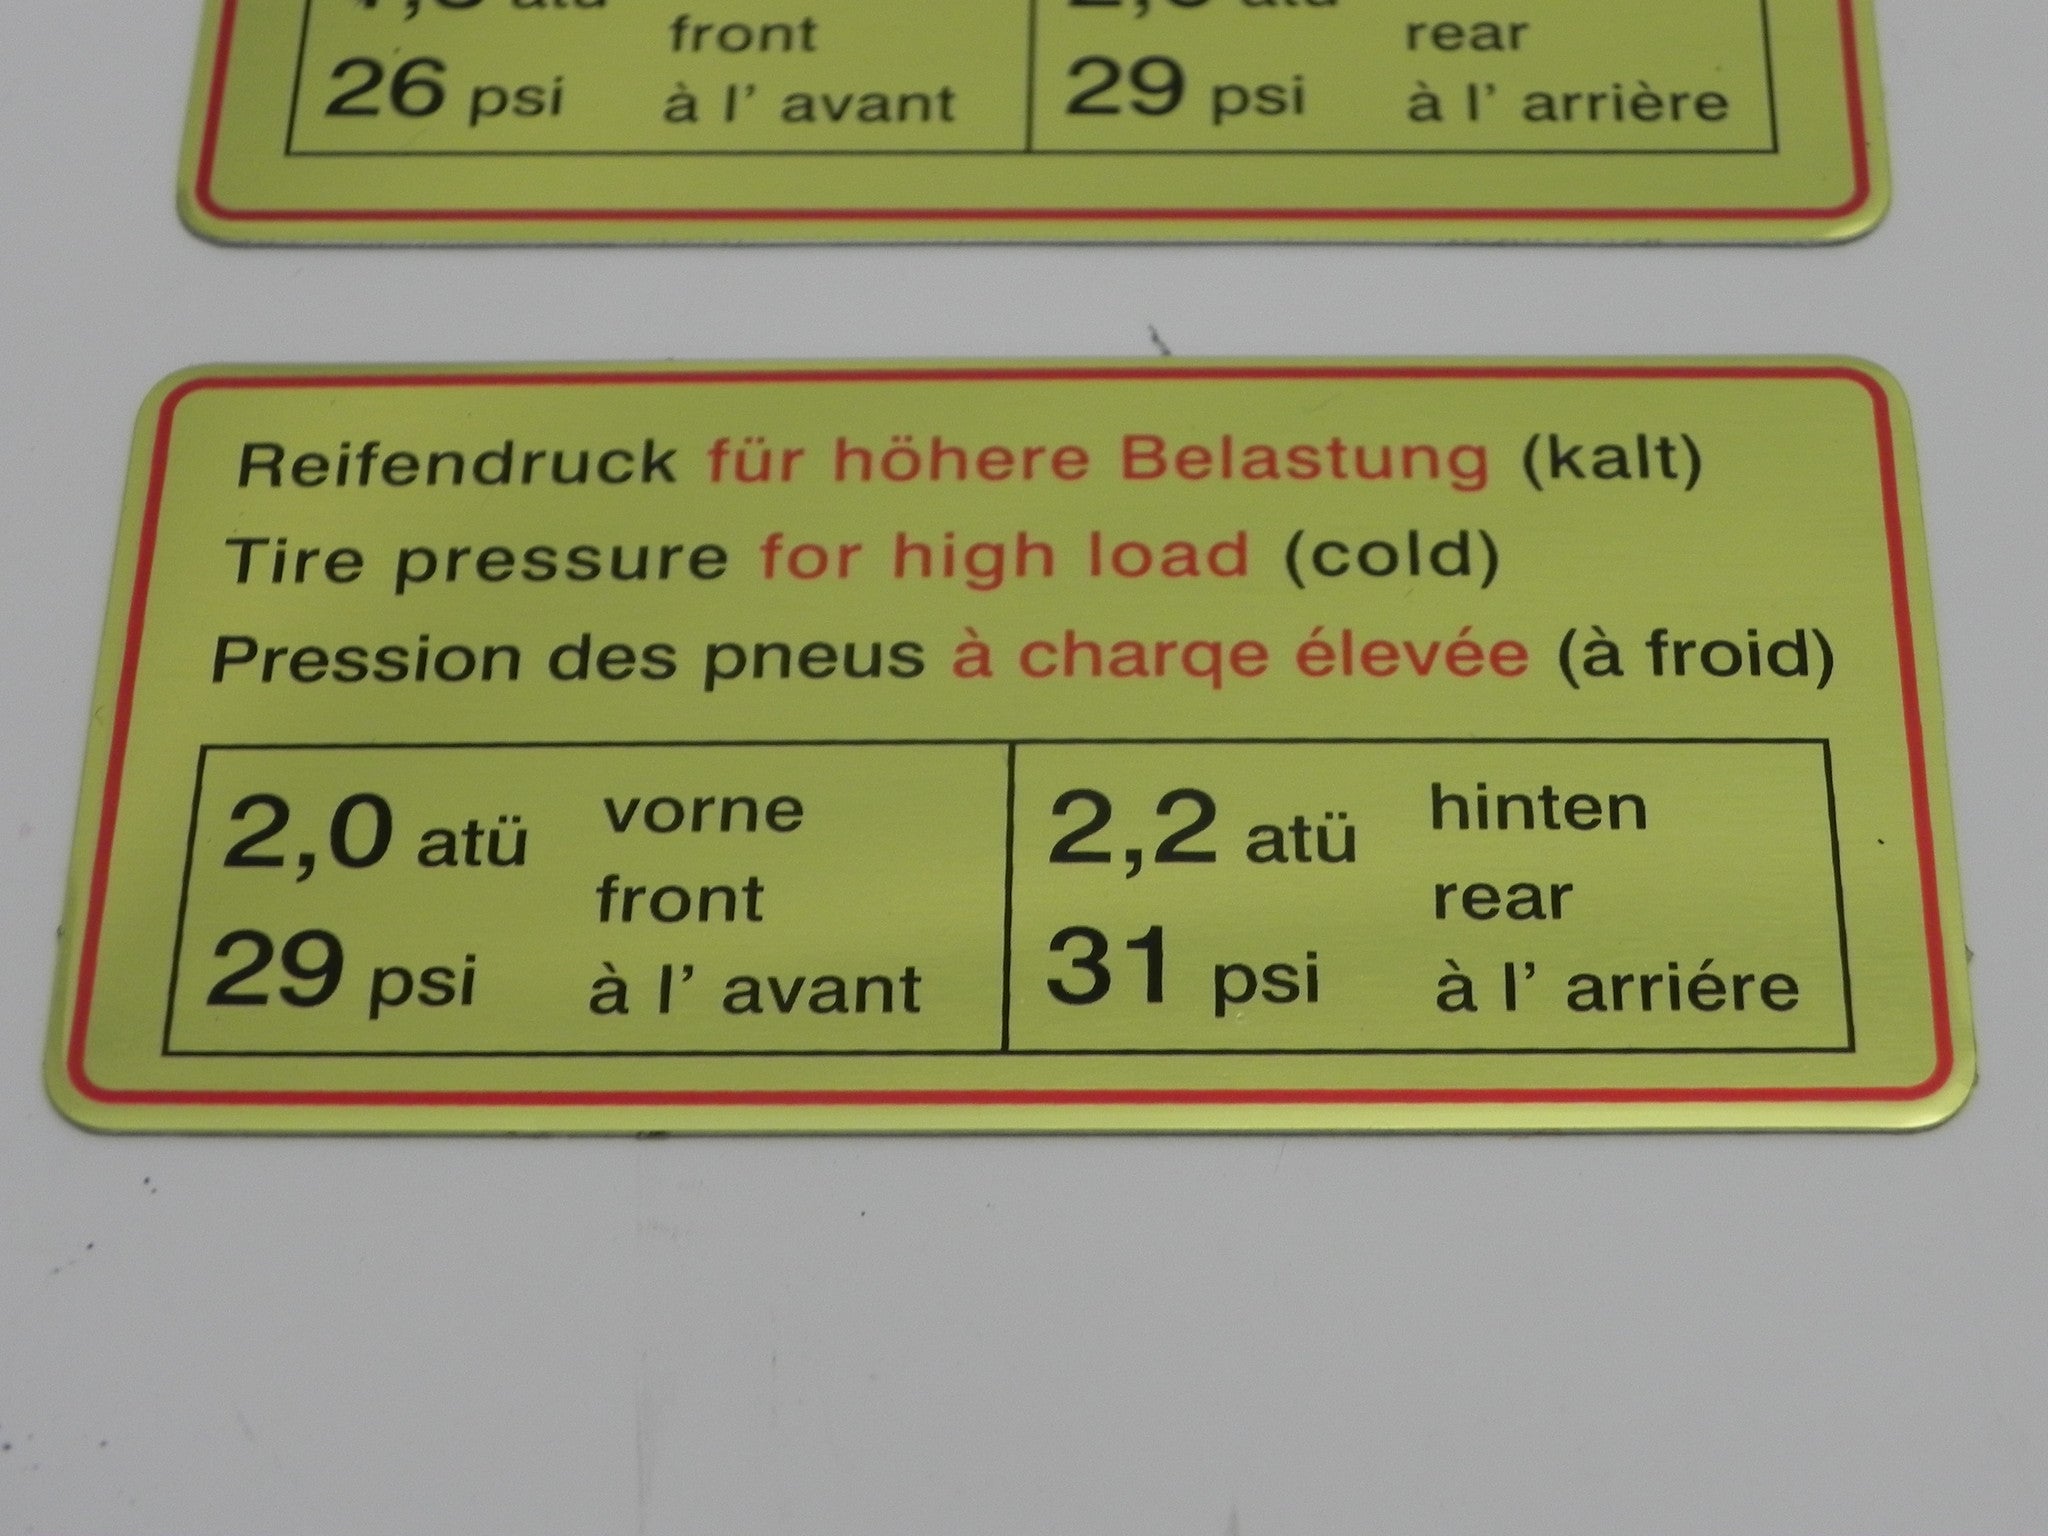 front rear
26 psi à l' avant 29 psi à l' arrière
Reifendruck für höhere Belastung (kalt)
Tire pressure for high load (cold)
Pression des pneus à charqe élevée (à froid)
2,0 atü vorne 2,2 atü hinten
front rear
29 psi à l' avant 31 psi à l' arriére